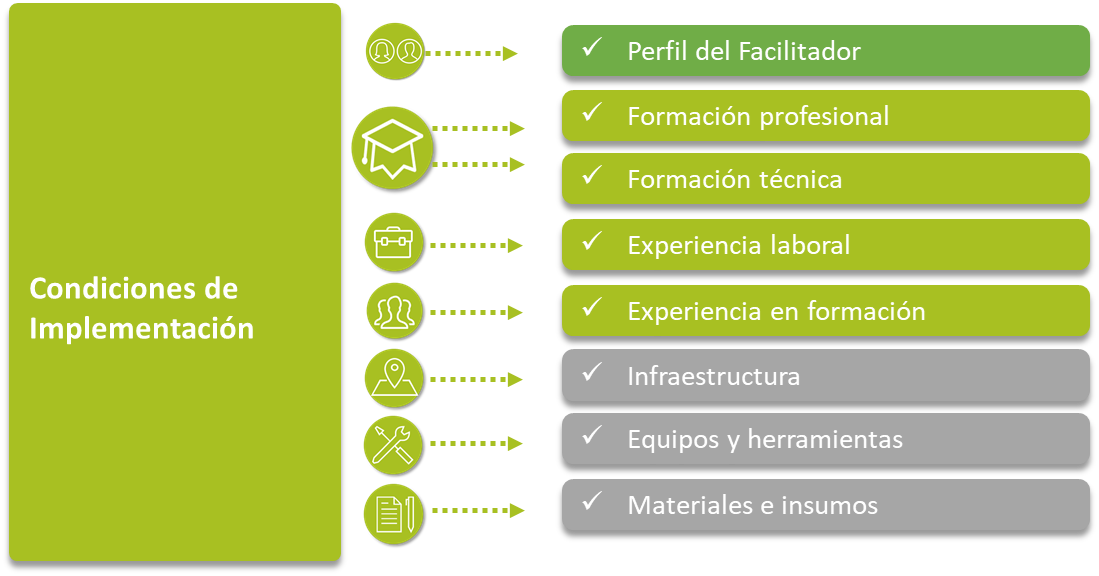 Condiciones de
Implementación
✓ Perfil del Facilitador
✓ Formación profesional
✓ Formación técnica
✓ Experiencia laboral
✓ Experiencia en formación
✓ Infraestructura
✓ Equipos y herramientas
✓ Materiales e insumos